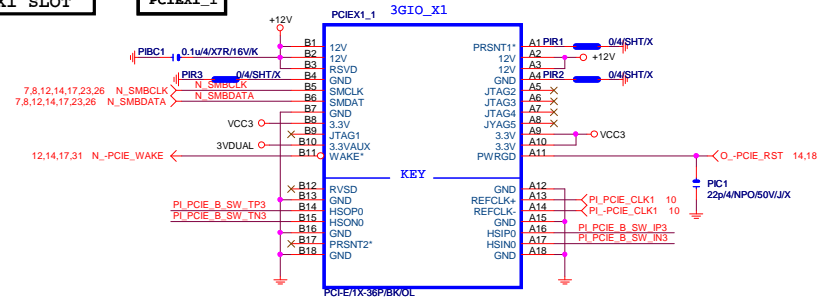 X1 SLOT
PCIEX1_1
PCIEX1_1
3GIO_X1
+12V
PIBC1 0.1u/4/X7R/16V/K
PIR3 0/4/SHT/X
7,8,12,14,17,23,26 N_SMBCLK N_SMBCLK
7,8,12,14,17,23,26 N_SMBDATA N_SMBDATA
VCC3
3VDUAL
12,14,17,31 N_-PCIE_WAKE
PI_PCIE_B_SW_TP3
PI_PCIE_B_SW_TN3
B1 12V
B2 12V
B3 RSVD
B4 GND
B5 SMCLK
B6 SMDAT
B7 GND
B8 3.3V
B9 JTAG1
B10 3.3VAUX
B11 WAKE*
KEY
B12 RVSD
B13 GND
B14 HSOP0
B15 HSON0
B16 GND
B17 PRSNT2*
B18 GND
PRSNT1* A1 PIR1 0/4/SHT/X
12V A2 +12V
12V A3
GND A4 PIR2 0/4/SHT/X
JTAG2 A5
JTAG3 A6
JTAG4 A7
JYAG5 A8
3.3V A9 VCC3
3.3V A10
PWRGD A11 O_-PCIE_RST 14,18
PIC1
22p/4/NPO/50V/J/X
GND A12
REFCLK+ A13 PI_PCIE_CLK1 10
REFCLK- A14 PI_-PCIE_CLK1 10
GND A15
HSIP0 A16 PI_PCIE_B_SW_IP3
HSIN0 A17 PI_PCIE_B_SW_IN3
GND A18
PCI-E/1X-36P/BK/OL